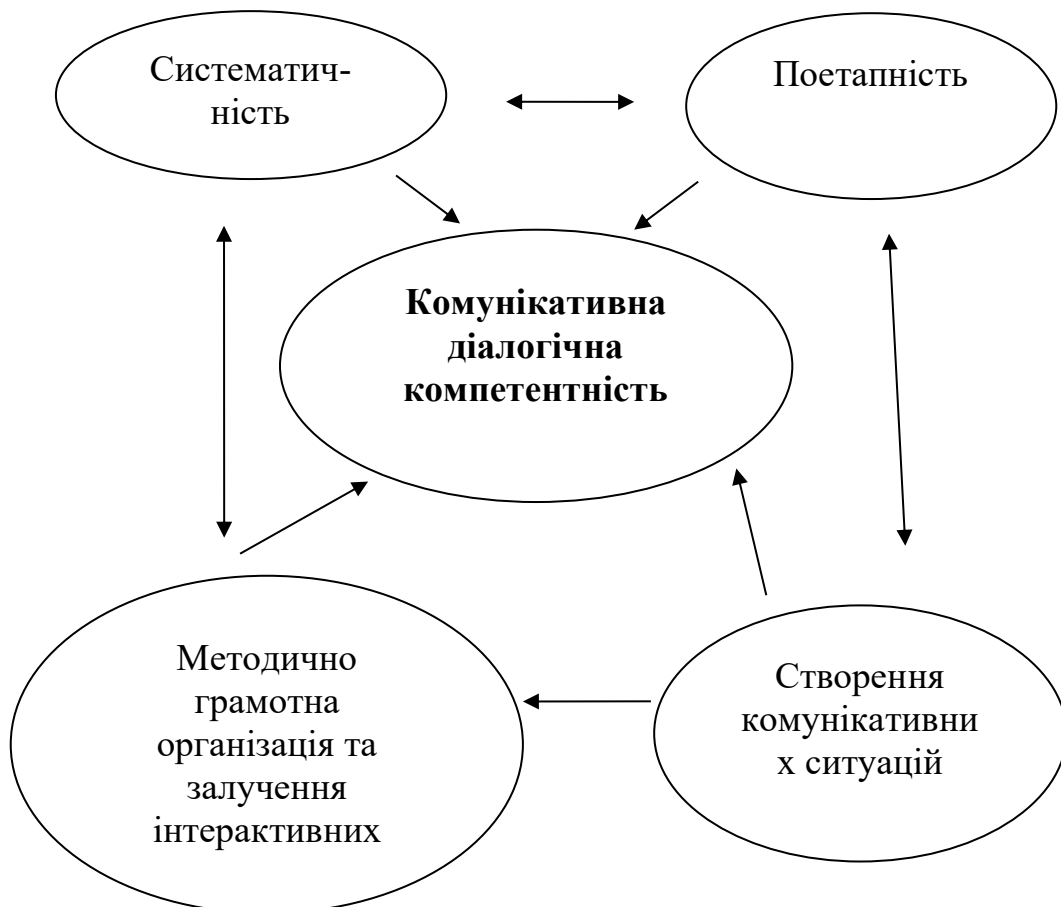 Систематич-
ність
Поетапність
Комунікативна
діалогічна
компетентність
Методично
грамотна
організація та
залучення
інтерактивних
Створення
комунікативни
х ситуацій